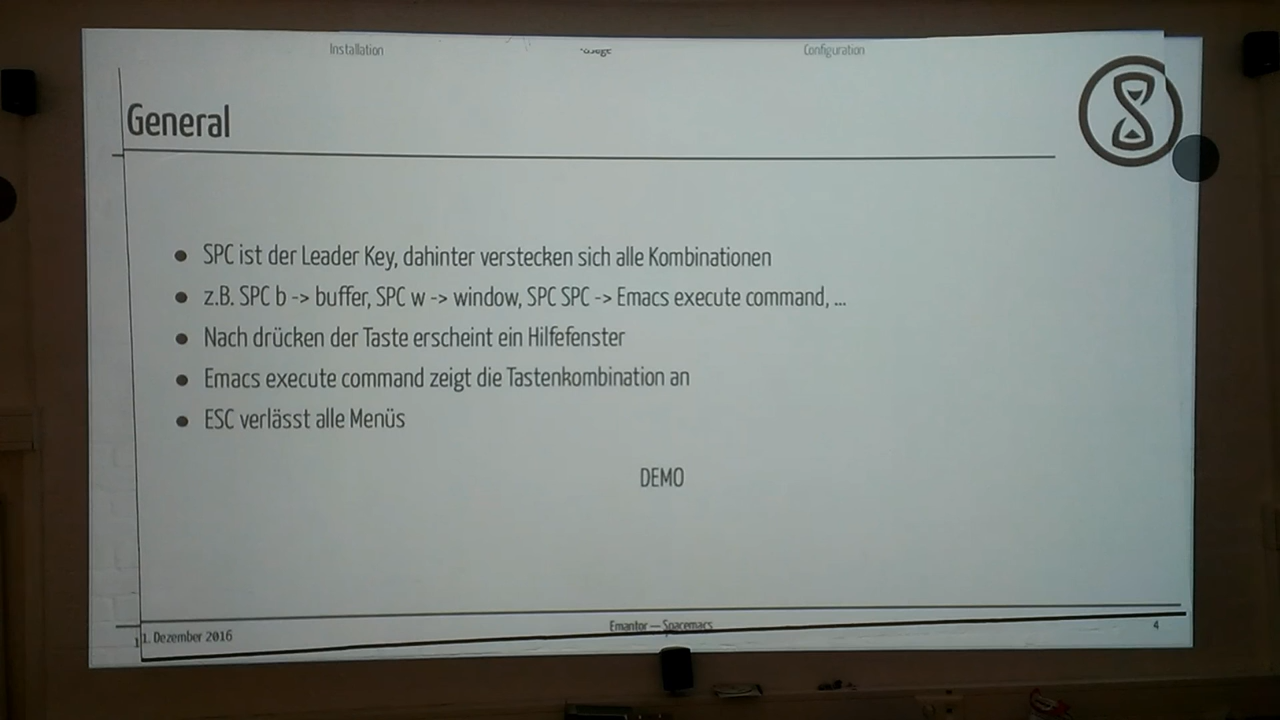 Installation
Usage
Configuration
General
• SPC ist der Leader Key, dahinter verstecken sich alle Kombinationen
• z.B. SPC b -> buffer, SPC w -> window, SPC SPC -> Emacs execute command, ...
• Nach drücken der Taste erscheint ein Hilfefenster
• Emacs execute command zeigt die Tastenkombination an
• ESC verlässt alle Menüs
DEMO
1. Dezember 2016
Emantor — Spacemacs
4